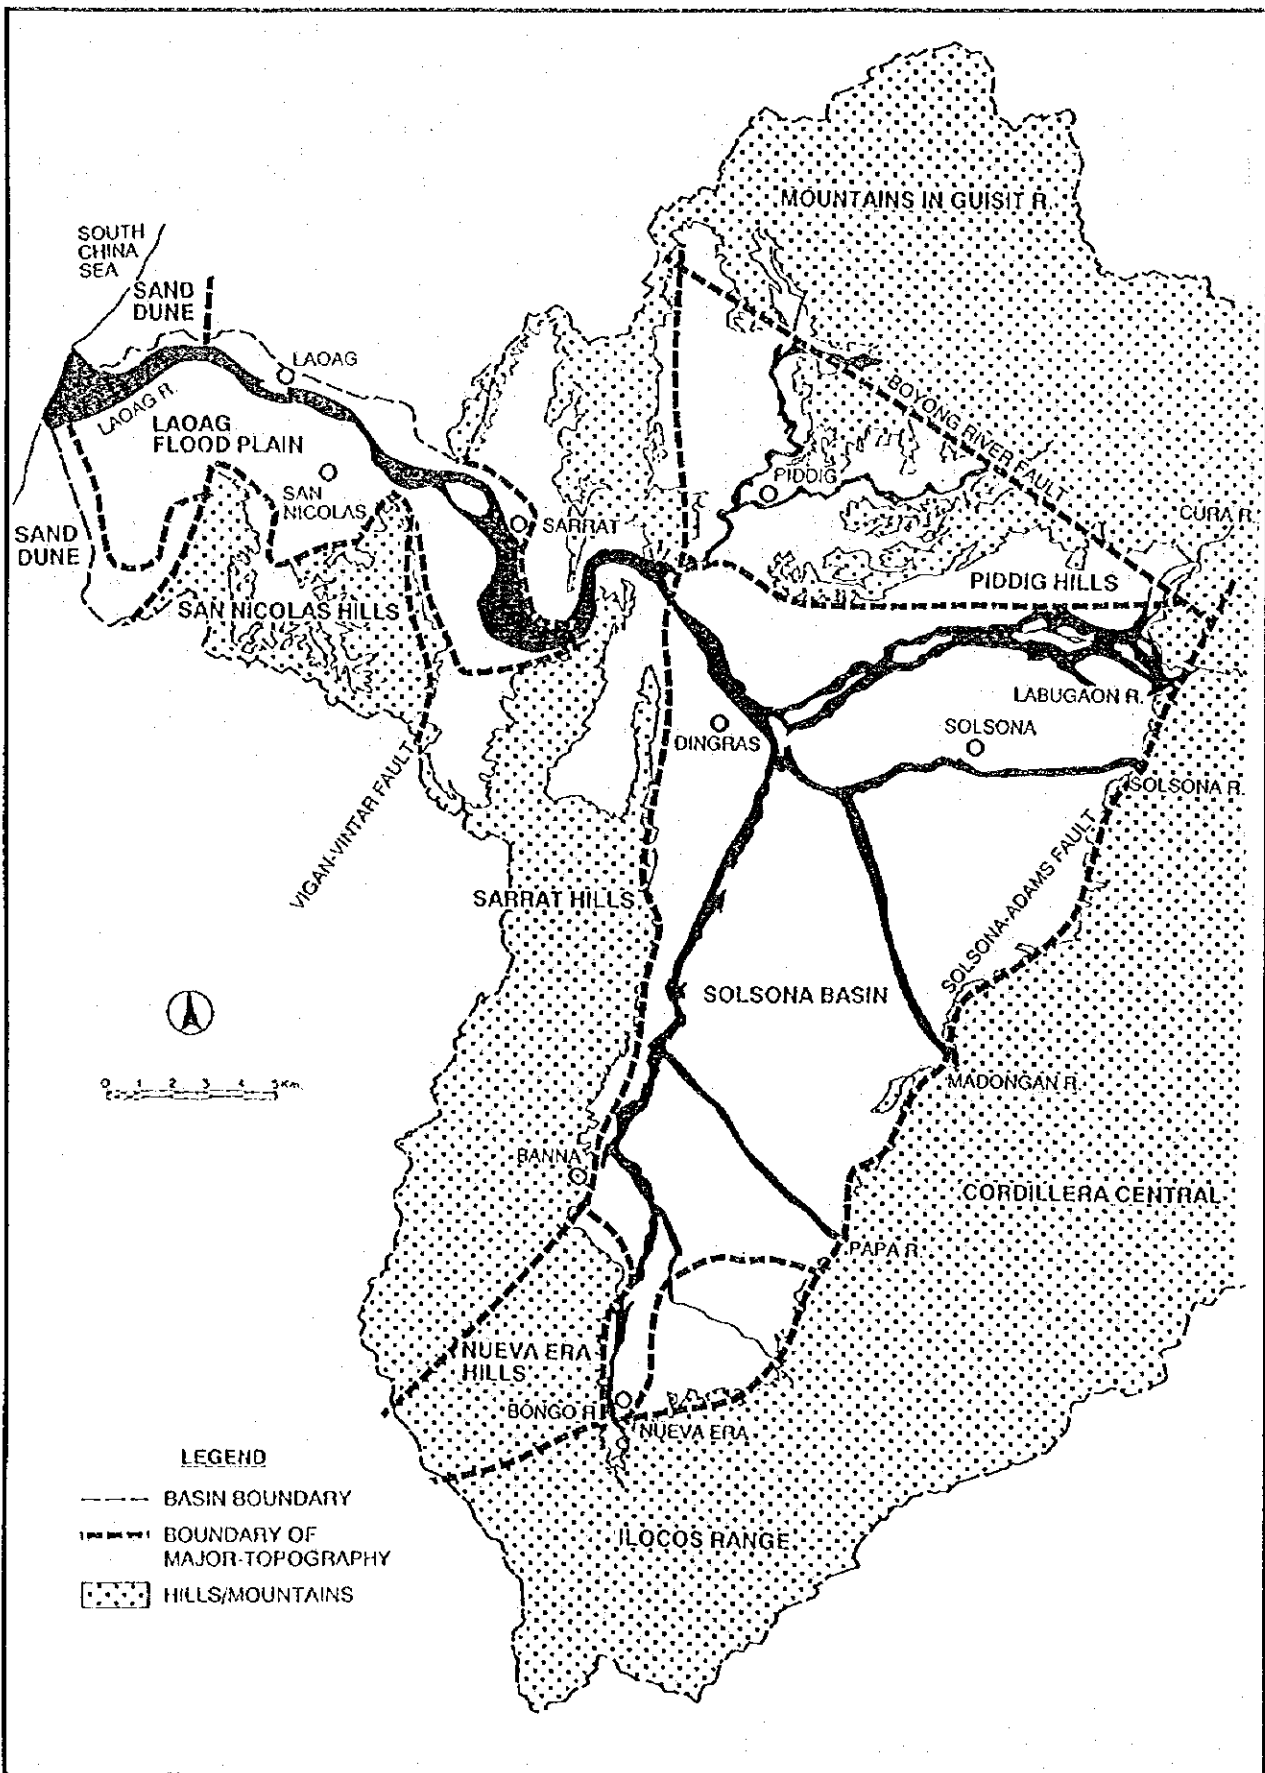 MOUNTAINS IN GUISIT R.
SOUTH
CHINA
SEA
SAND
DUNE
LAOAG
LAOAG R.
BOYONG RIVER FAULT
LAOAG
FLOOD PLAIN
PIDDIG
SAN
NICOLAS
SARRAT
CURA R.
SAND
DUNE
PIDDIG HILLS
SAN NICOLAS HILLS
LABUGAON R.
DINGRAS
SOLSONA
SOLSONA R.
VIGAN-VINTAR FAULT
SARRAT HILLS
SOLSONA-ADAMS FAULT
SOLSONA BASIN
0 1 2 3 4 5 Km.
MADONGAN R.
BANNA
CORDILLERA CENTRAL
PAPA R.
NUEVA ERA
HILLS
BONGO R.
NUEVA ERA
LEGEND
BASIN BOUNDARY
BOUNDARY OF
MAJOR-TOPOGRAPHY
HILLS/MOUNTAINS
ILOCOS RANGE